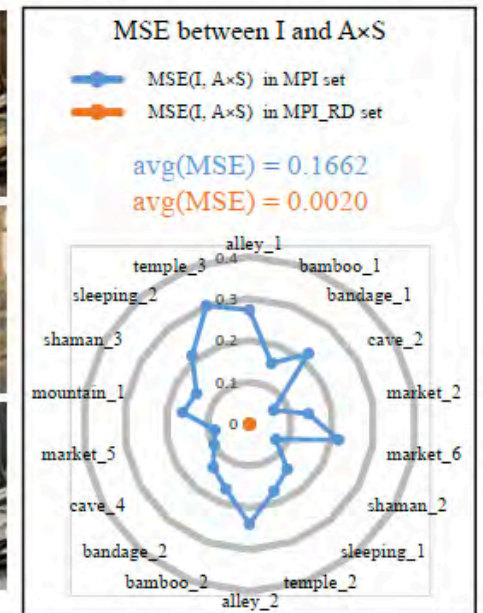 MSE between I and A×S
MSE(I, A×S) in MPI set
MSE(I, A×S) in MPI_RD set
avg(MSE) = 0.1662
avg(MSE) = 0.0020
alley_1
0.4
temple_3
bamboo_1
sleeping_2
bandage_1
0.3
shaman_3
cave_2
0.2
mountain_1
0.1
market_2
0
market_5
market_6
cave_4
shaman_2
bandage_2
sleeping_1
bamboo_2
temple_2
alley_2